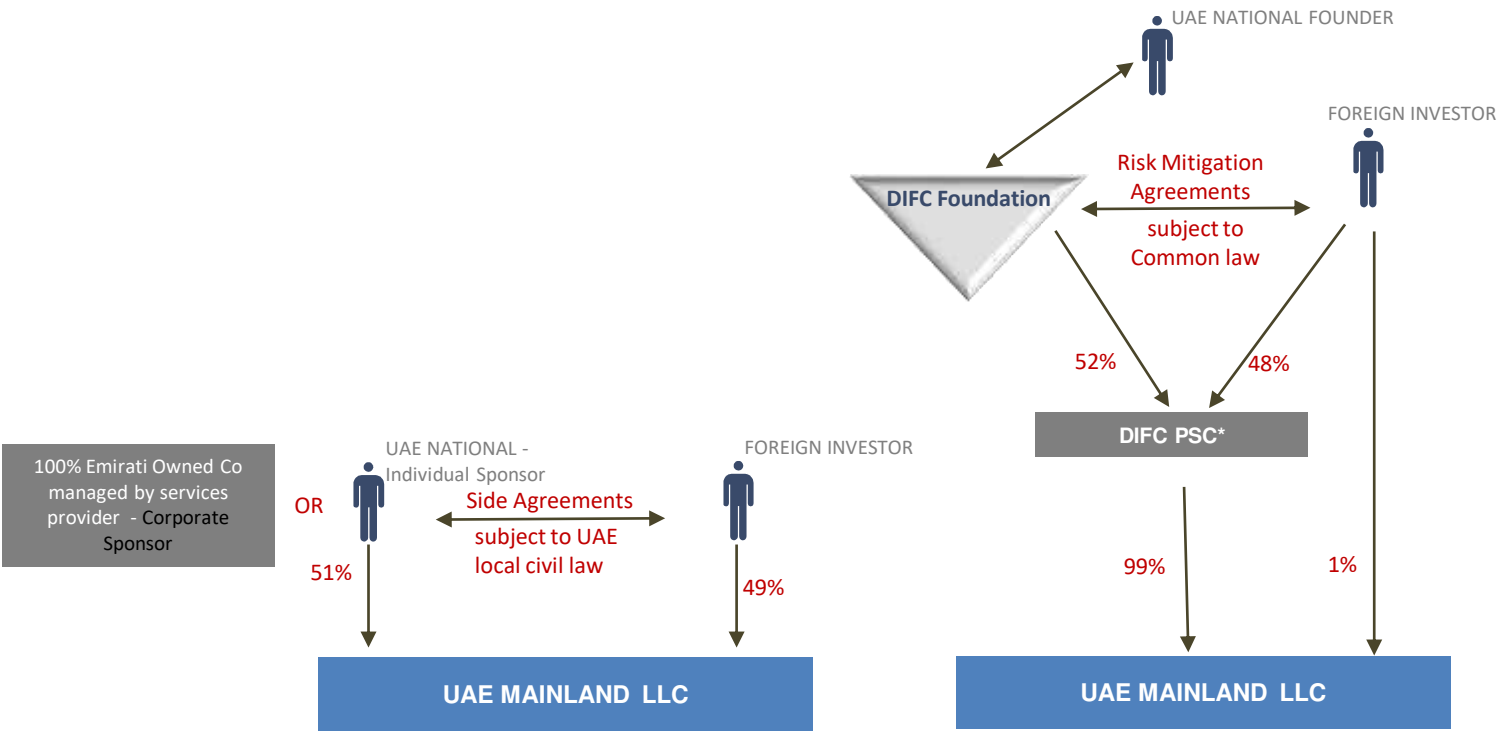 UAE NATIONAL FOUNDER
FOREIGN INVESTOR
DIFC Foundation
Risk Mitigation
Agreements
subject to
Common law
52%
48%
DIFC PSC*
99%
1%
UAE MAINLAND LLC
100% Emirati Owned Co
managed by services
provider - Corporate
Sponsor
OR
UAE NATIONAL -
Individual Sponsor
FOREIGN INVESTOR
Side Agreements
subject to UAE
local civil law
51%
49%
UAE MAINLAND LLC